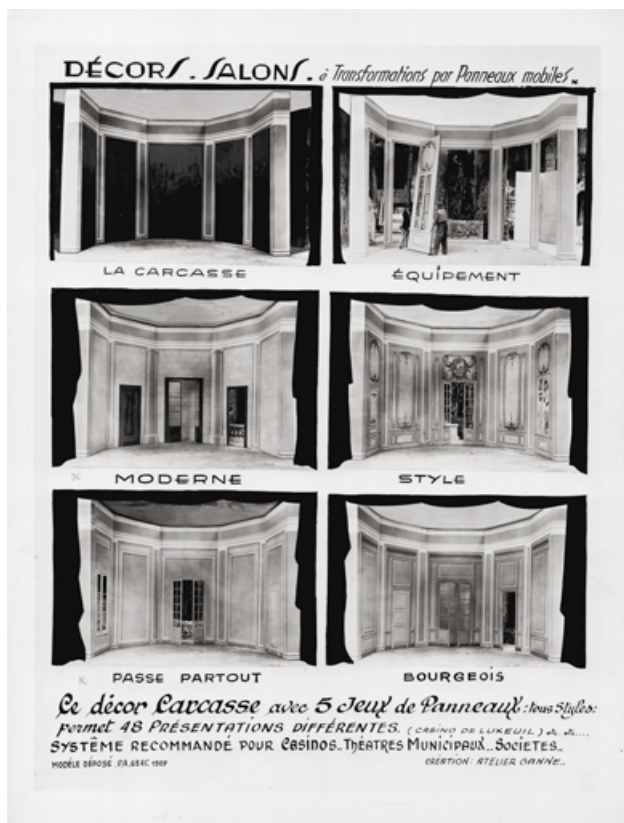 DÉCORS. SALONS. à Transformations par Panneaux mobiles.
LA CARCASSE
ÉQUIPEMENT
MODERNE
STYLE
PASSE PARTOUT
BOURGEOIS
Le décor Carcasse avec 5 Jeux de Panneaux: tous Styles:
permet 48 PRÉSENTATIONS DIFFÉRENTES. (CASINO DE LUXEUIL)
SYSTÈME RECOMMANDÉ POUR CASINOS.. THÉATRES MUNICIPAUX.. SOCIÉTÉS..
MODÈLE DÉPOSÉ
CRÉATION: ATELIER GANNE..